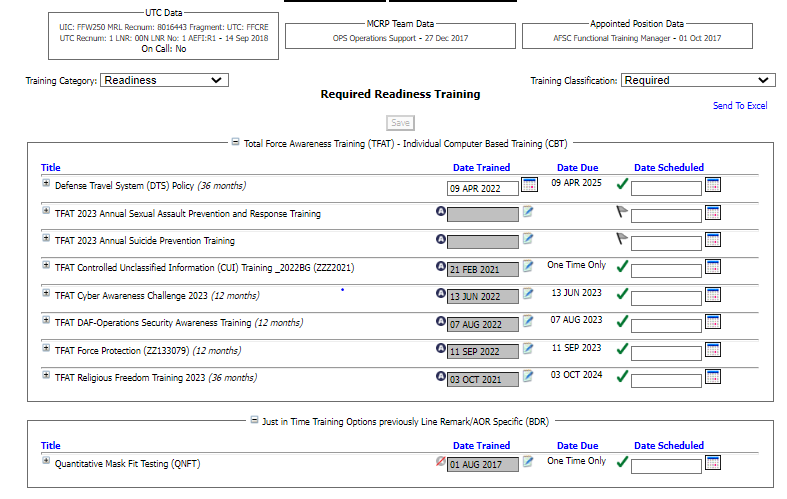 UTC Data
UIC: FFW250 MRL Recnum: 8016443 Fragment: UTC: FFCRE
UTC Recnum: 1 LNR: 00N LNR No: 1 AEFI:R1 - 14 Sep 2018
On Call: No
MCRP Team Data
OPS Operations Support - 27 Dec 2017
Appointed Position Data
AFSC Functional Training Manager - 01 Oct 2017
Training Category: Readiness
Training Classification: Required
Required Readiness Training
Send To Excel
Save
Total Force Awareness Training (TFAT) - Individual Computer Based Training (CBT)
Title Date Trained Date Due Date Scheduled
Defense Travel System (DTS) Policy (36 months) 09 APR 2022 09 APR 2025
TFAT 2023 Annual Sexual Assault Prevention and Response Training A
TFAT 2023 Annual Suicide Prevention Training A
TFAT Controlled Unclassified Information (CUI) Training _2022BG (ZZZ2021) A 21 FEB 2021 One Time Only
TFAT Cyber Awareness Challenge 2023 (12 months) A 13 JUN 2022 13 JUN 2023
TFAT DAF-Operations Security Awareness Training (12 months) A 07 AUG 2022 07 AUG 2023
TFAT Force Protection (ZZ133079) (12 months) A 11 SEP 2022 11 SEP 2023
TFAT Religious Freedom Training 2023 (36 months) A 03 OCT 2021 03 OCT 2024
Just in Time Training Options previously Line Remark/AOR Specific (BDR)
Title Date Trained Date Due Date Scheduled
Quantitative Mask Fit Testing (QNFT) 01 AUG 2017 One Time Only